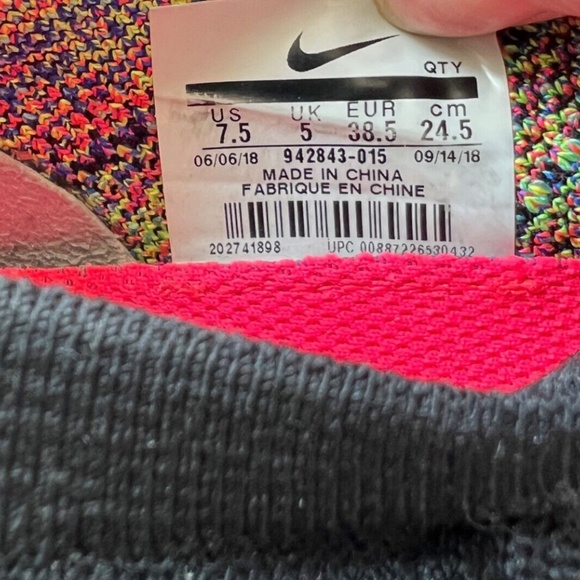 QTY
US UK EUR cm
7.5 5 38.5 24.5
06/06/18 942843-015 09/14/18
MADE IN CHINA
FABRIQUE EN CHINE
202741898 UPC 00887226530432